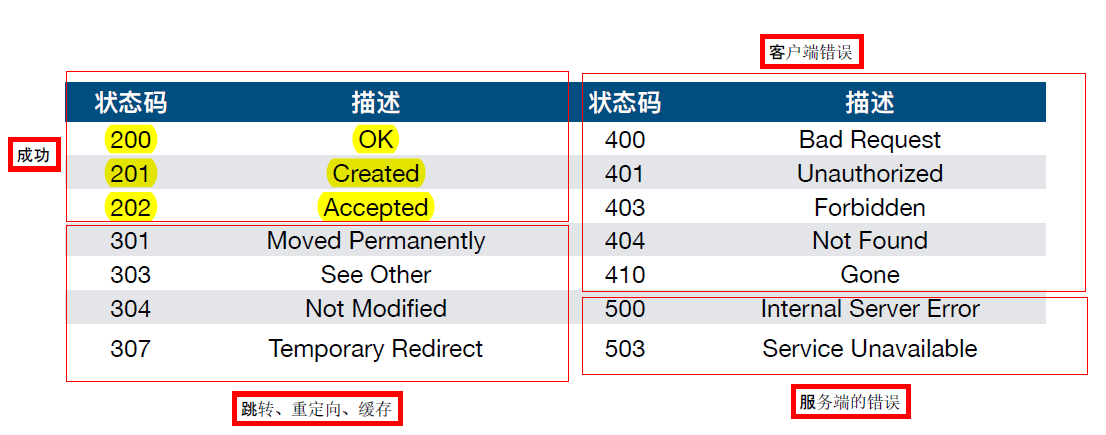 客户端错误
状态码 描述 状态码 描述
200 OK 400 Bad Request
成功
201 Created 401 Unauthorized
202 Accepted 403 Forbidden
301 Moved Permanently 404 Not Found
303 See Other 410 Gone
304 Not Modified 500 Internal Server Error
307 Temporary Redirect 503 Service Unavailable
跳转、重定向、缓存
服务端的错误